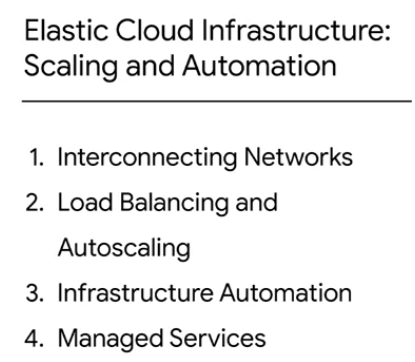 Elastic Cloud Infrastructure:
Scaling and Automation
1. Interconnecting Networks
2. Load Balancing and
Autoscaling
3. Infrastructure Automation
4. Managed Services